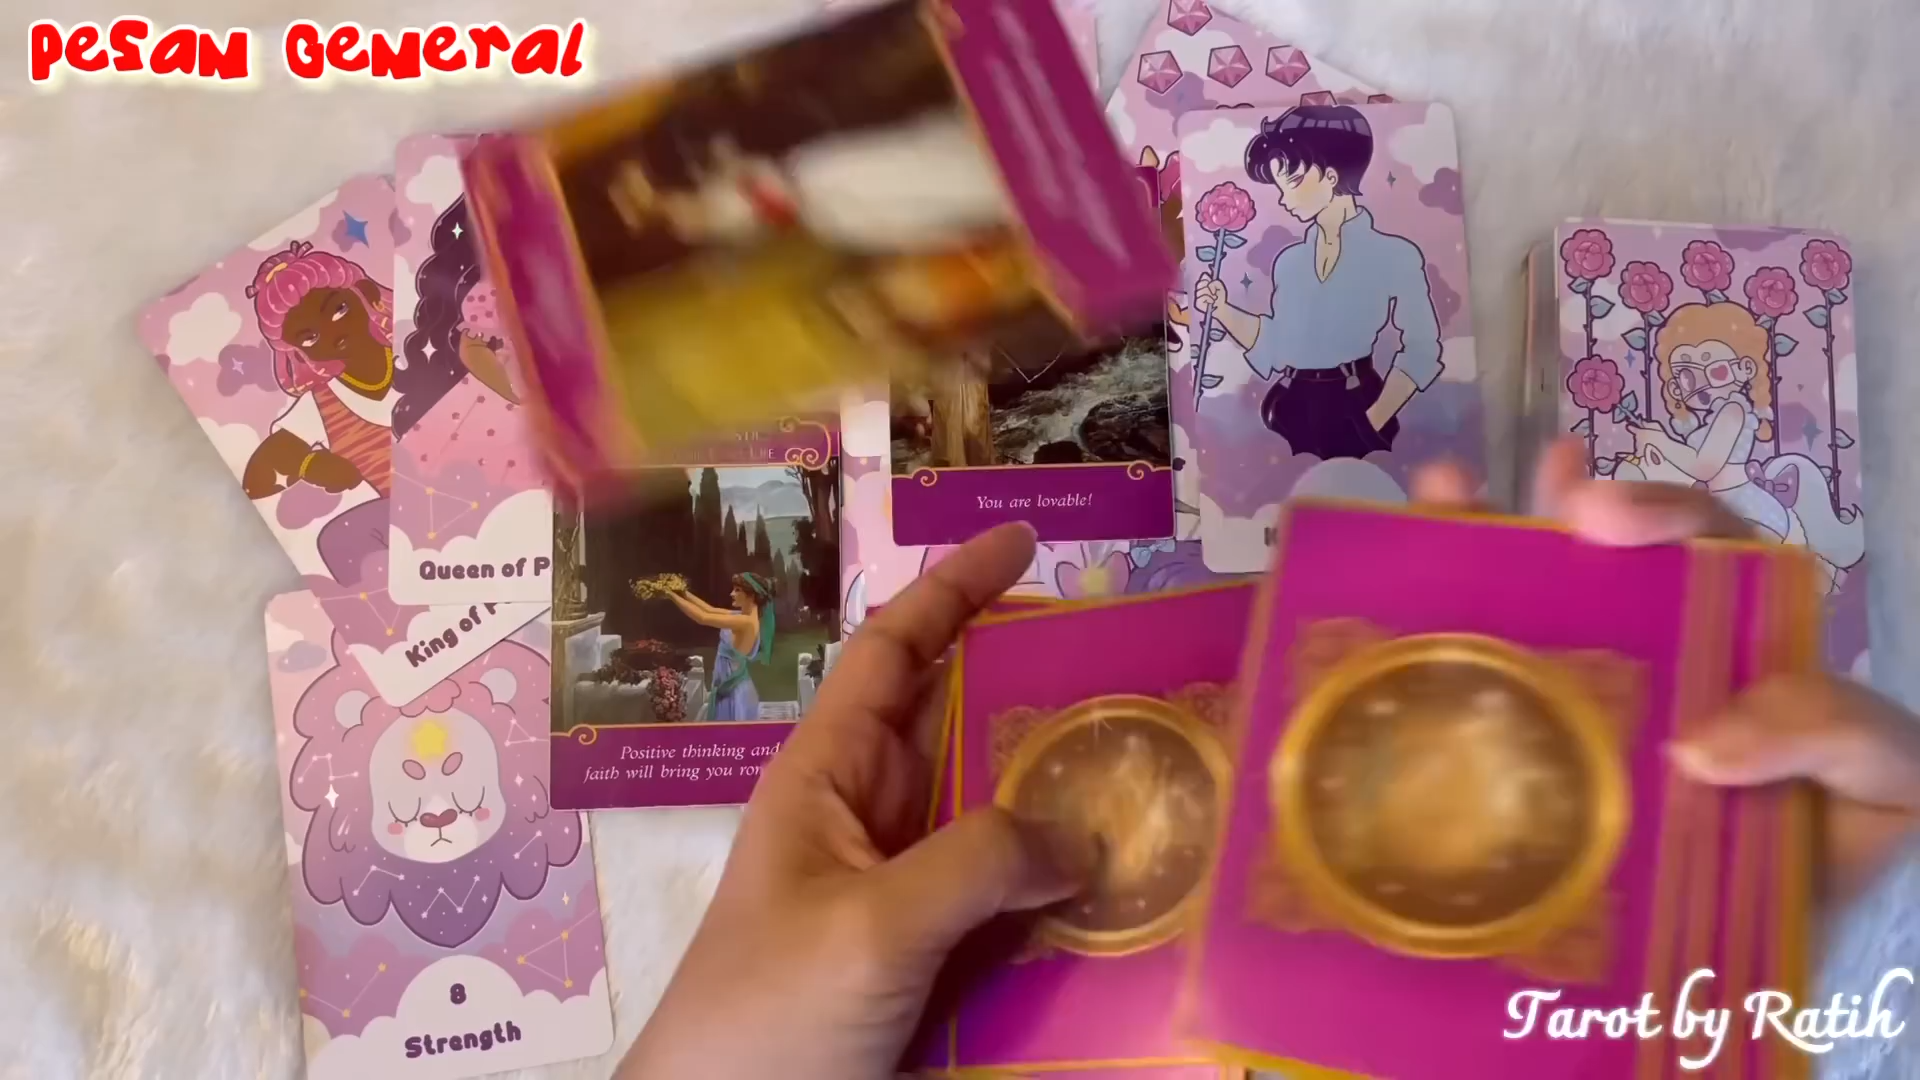 PESAN GENERAL
You are lovable!
Queen of P
King of
LIFE
Positive thinking and
faith will bring you
8
Strength
Tarot by Ratih